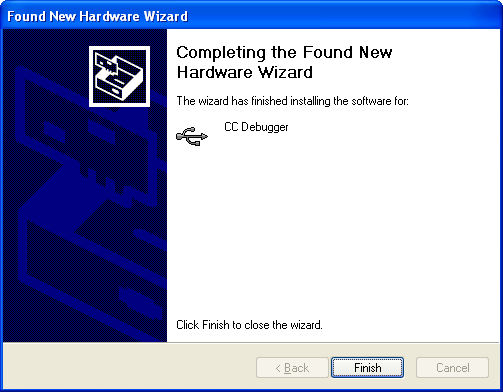 Found New Hardware Wizard
Completing the Found New
Hardware Wizard
The wizard has finished installing the software for:
CC Debugger
Click Finish to close the wizard.
< Back
Finish
Cancel